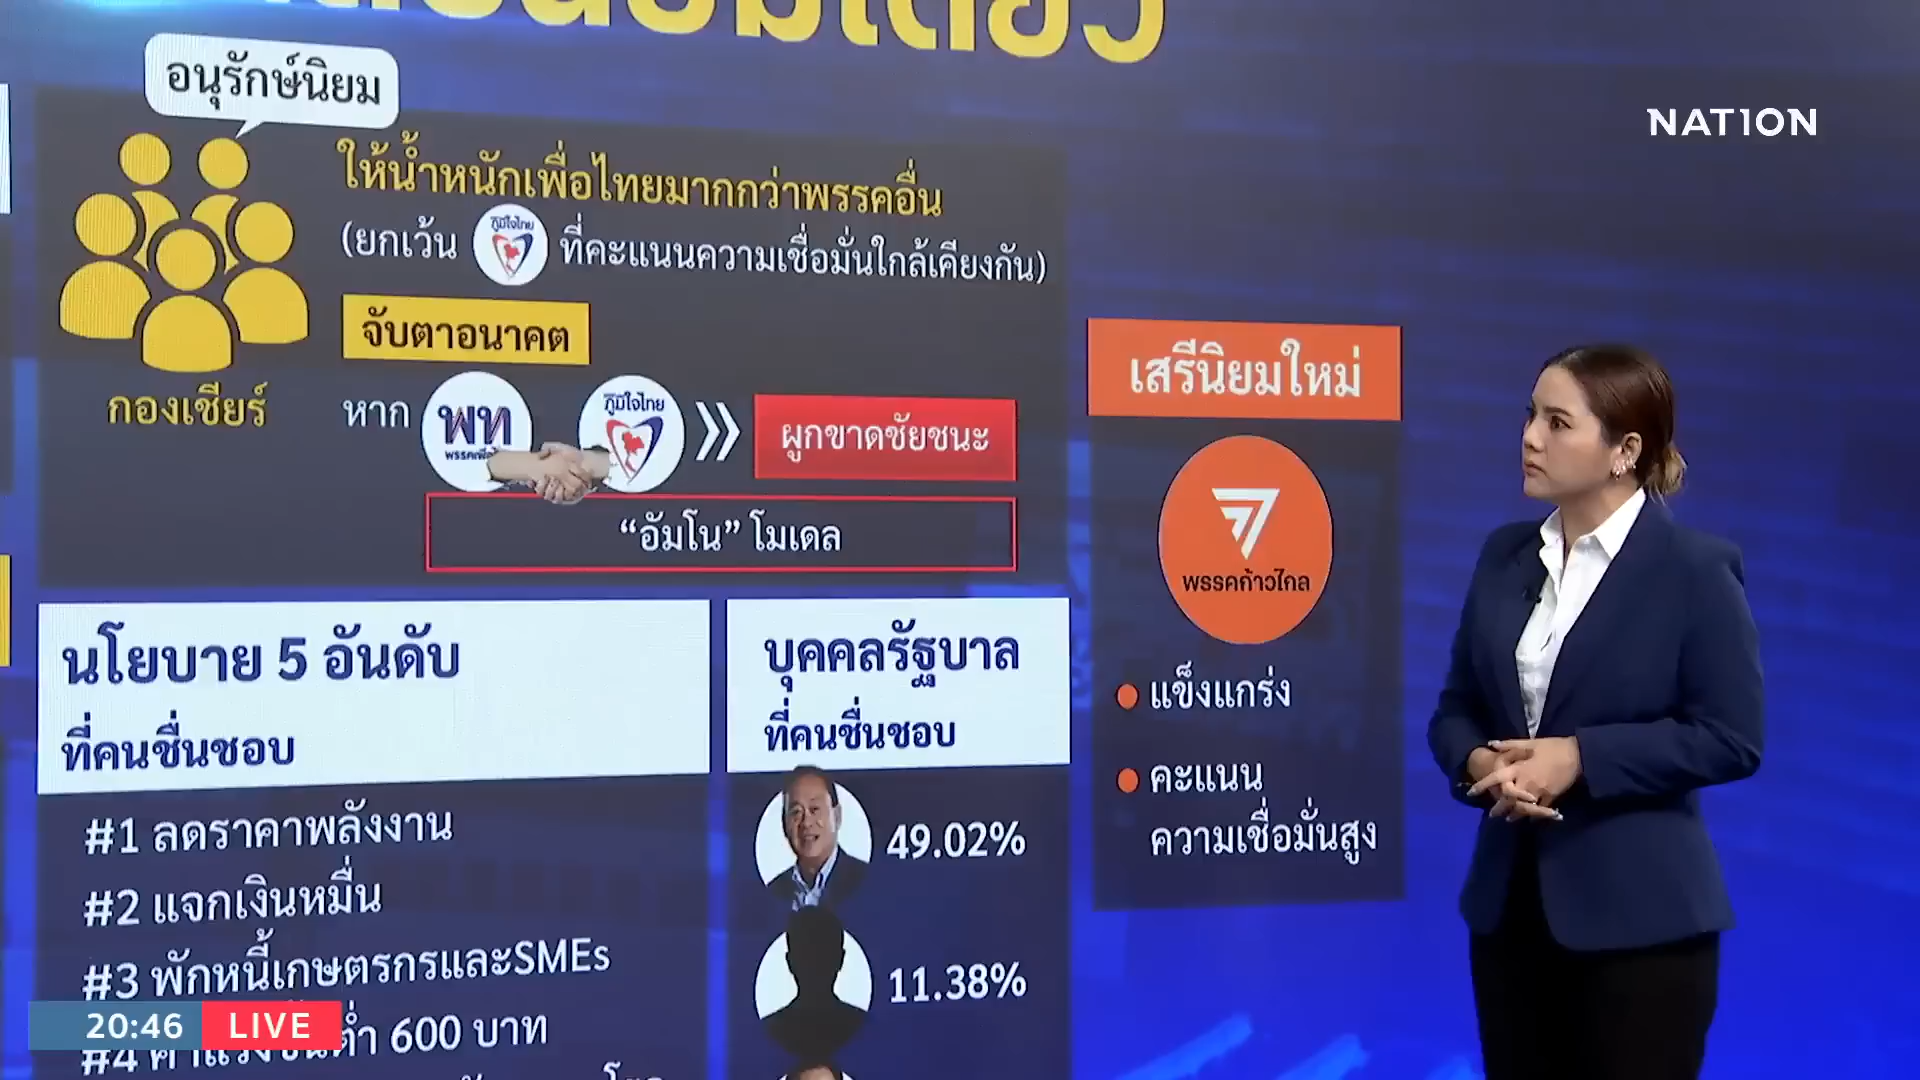 อนุรักษ์นิยม
ให้น้ำหนักเพื่อไทยมากกว่าพรรคอื่น
(ยกเว้น ภูมิใจไทย ที่คะแนนความเชื่อมั่นใกล้เคียงกัน)
จับตาอนาคต
กองเชียร์
หาก พท ภูมิใจไทย ผูกขาดชัยชนะ
“อัมโน” โมเดล
นโยบาย 5 อันดับ
ที่คนชื่นชอบ
#1 ลดราคาพลังงาน
#2 แจกเงินหมื่น
#3 พักหนี้เกษตรกรและSMEs
600 บาท
บุคคลรัฐบาล
ที่คนชื่นชอบ
49.02%
11.38%
เสรีนิยมใหม่
พรรคก้าวไกล
แข็งแกร่ง
คะแนน
ความเชื่อมั่นสูง
NATION
20:46 LIVE